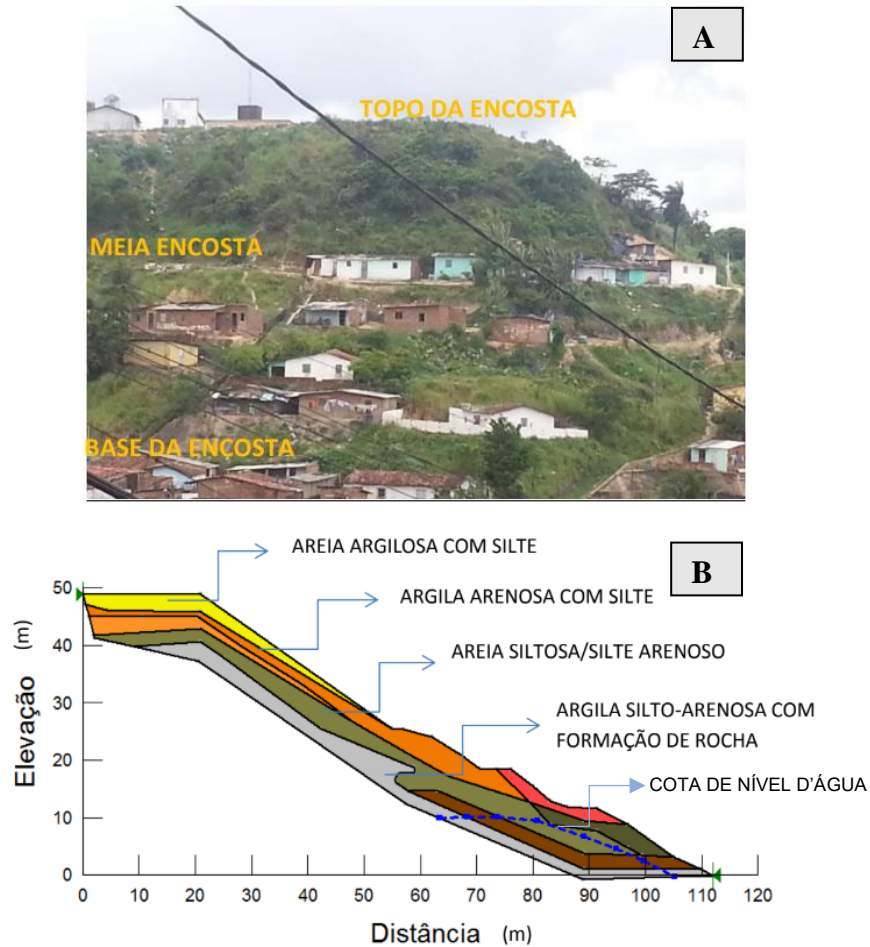 A
TOPO DA ENCOSTA
MEIA ENCOSTA
BASE DA ENCOSTA
B
AREIA ARGILOSA COM SILTE
ARGILA ARENOSA COM SILTE
AREIA SILTOSA/SILTE ARENOSO
ARGILA SILTO-ARENOSA COM
FORMAÇÃO DE ROCHA
COTA DE NÍVEL D'ÁGUA
Elevação (m)
50
40
30
20
10
0
0 10 20 30 40 50 60 70 80 90 100 110 120
Distância (m)